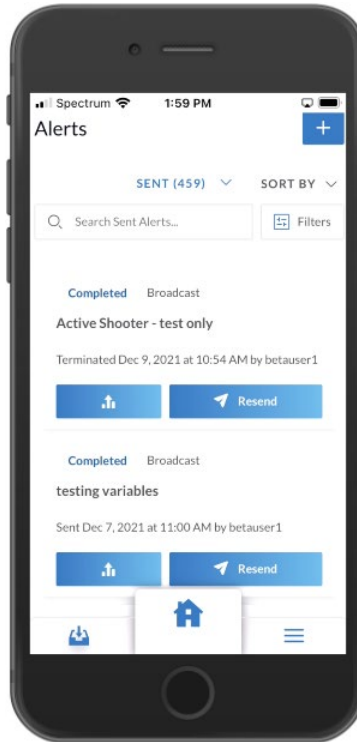 Spectrum 1:59 PM
Alerts +
SENT (459) SORT BY
Search Sent Alerts... Filters
Completed Broadcast
Active Shooter - test only
Terminated Dec 9, 2021 at 10:54 AM by betauser1
Resend
Completed Broadcast
testing variables
Sent Dec 7, 2021 at 11:00 AM by betauser1
Resend